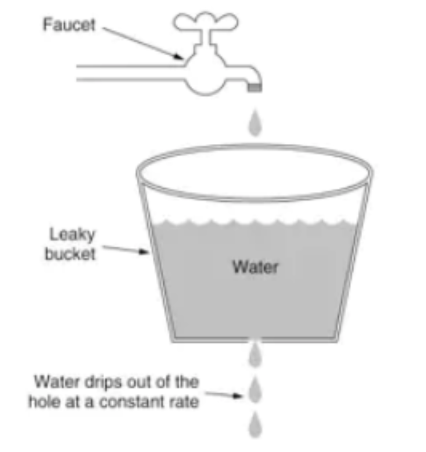 Faucet
Leaky
bucket
Water
Water drips out of the
hole at a constant rate